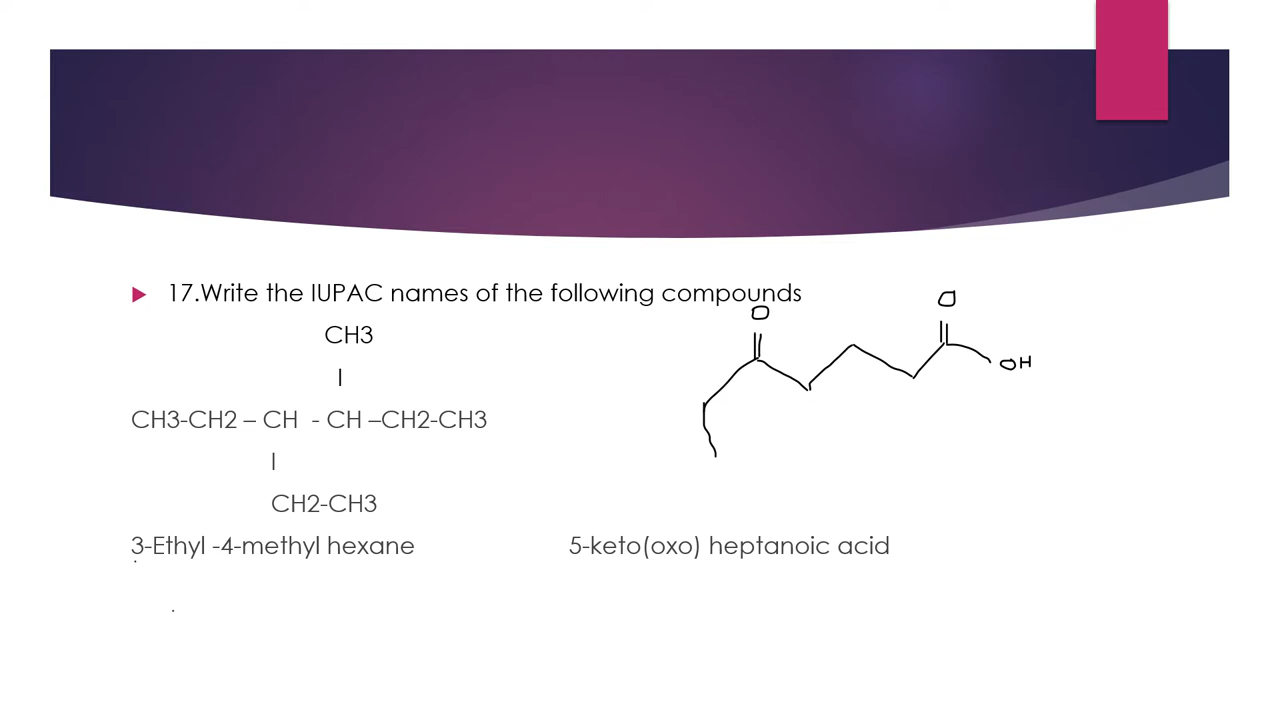 17.Write the IUPAC names of the following compounds
O
O
CH3
I
OH
CH3-CH2 – CH - CH –CH2-CH3
I
CH2-CH3
3-Ethyl -4-methyl hexane
5-keto(oxo) heptanoic acid